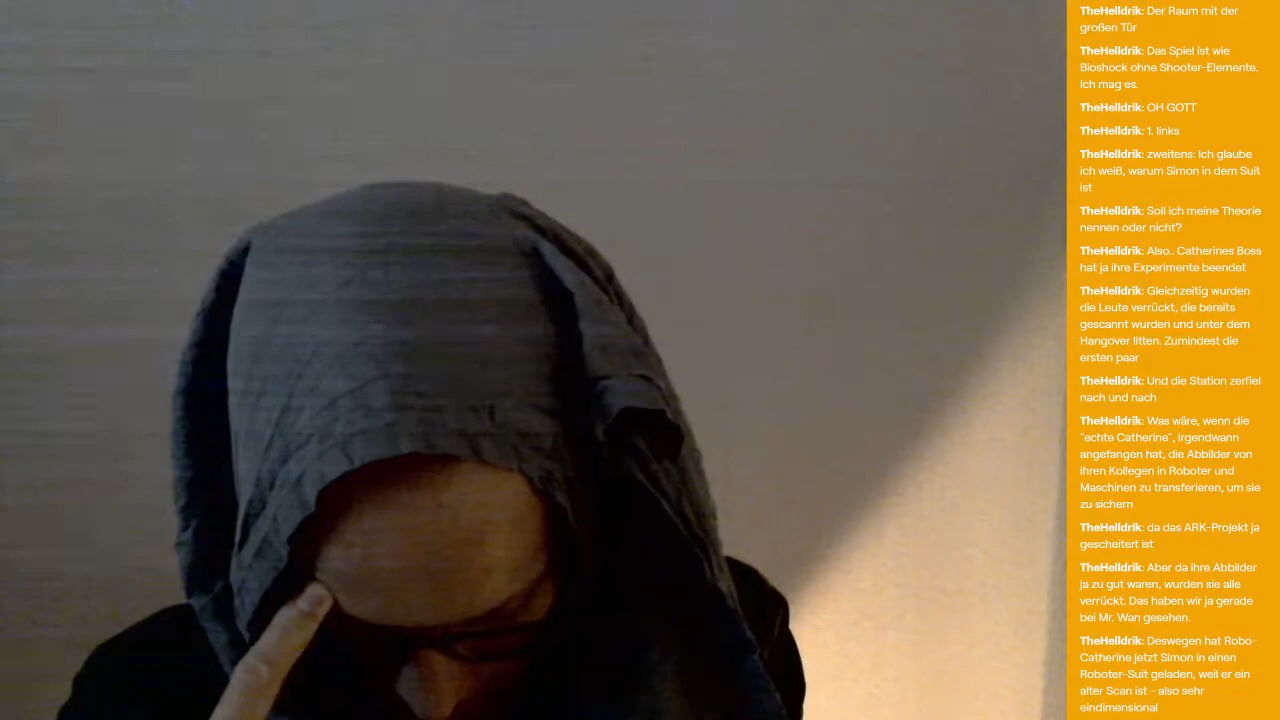 TheHelldrik: Der Raum mit der
großen Tür
TheHelldrik: Das Spiel ist wie
Bioshock ohne Shooter-Elemente.
Ich mag es.
TheHelldrik: OH GOTT
TheHelldrik: 1. links
TheHelldrik: zweitens: Ich glaube
ich weiß, warum Simon in dem Suit
ist
TheHelldrik: Soll ich meine Theorie
nennen oder nicht?
TheHelldrik: Also.. Catherines Boss
hat ja ihre Experimente beendet
TheHelldrik: Gleichzeitig wurden
die Leute verrückt, die bereits
gescannt wurden und unter dem
Hangover litten. Zumindest die
ersten paar
TheHelldrik: Und die Station zerfiel
nach und nach
TheHelldrik: Was wäre, wenn die
"echte Catherine", irgendwann
angefangen hat, die Abbilder von
ihren Kollegen in Roboter und
Maschinen zu transferieren, um sie
zu sichern
TheHelldrik: da das ARK-Projekt ja
gescheitert ist
TheHelldrik: Aber da ihre Abbilder
ja zu gut waren, wurden sie alle
verrückt. Das haben wir ja gerade
bei Mr. Wan gesehen.
TheHelldrik: Deswegen hat Robo-
Catherine jetzt Simon in einen
Roboter-Suit geladen, weil er ein
alter Scan ist - also sehr
eindimensional